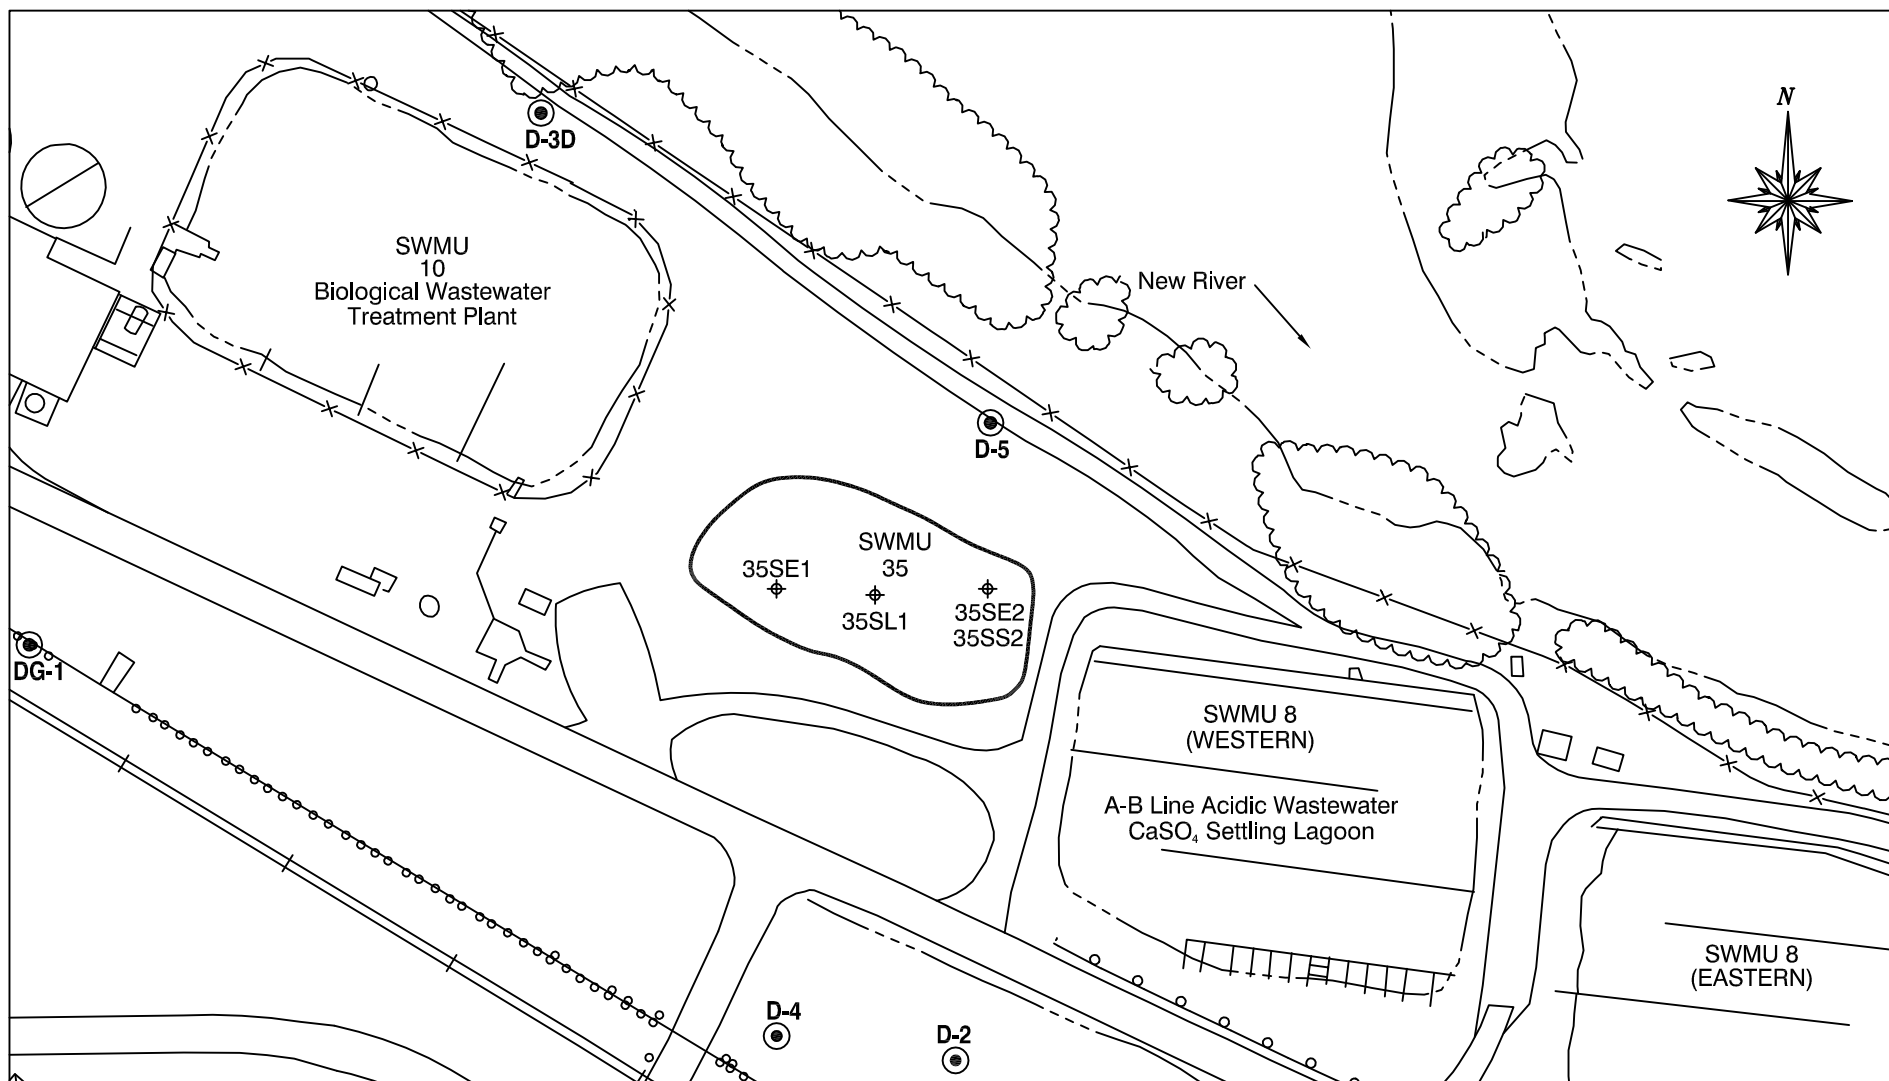 N
D-3D
SWMU
10
Biological Wastewater
Treatment Plant
New River
D-5
SWMU
35
35SE1
35SL1
35SE2
35SS2
DG-1
SWMU 8
(WESTERN)
A-B Line Acidic Wastewater
CaSO₄ Settling Lagoon
SWMU 8
(EASTERN)
D-4
D-2